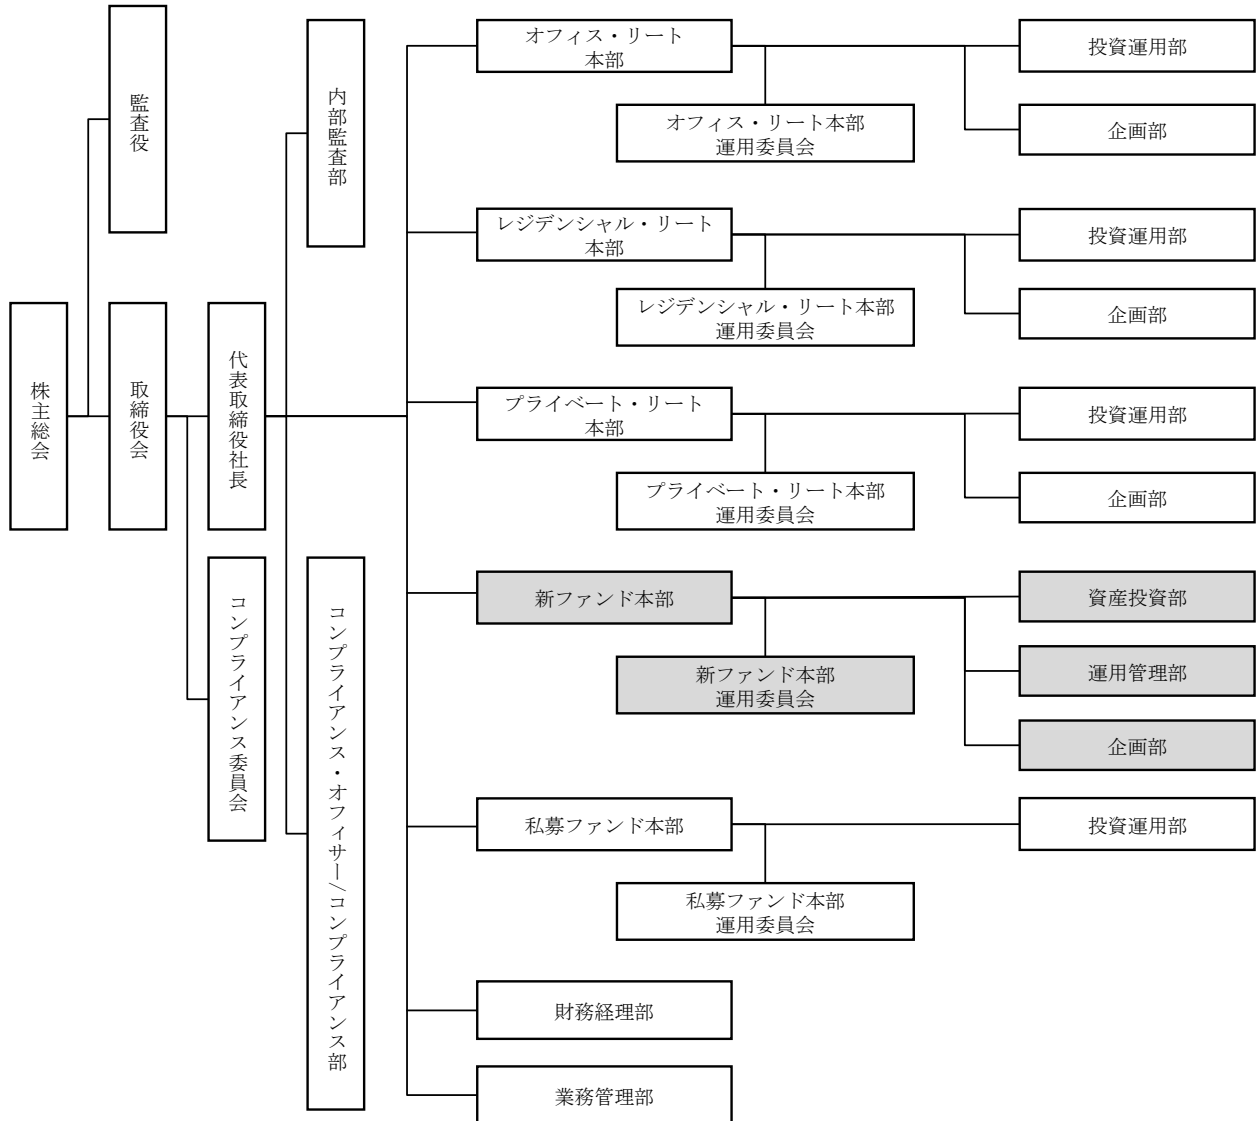 株主総会
監査役
取締役会
代表取締役社長
コンプライアンス委員会
内部監査部
コンプライアンス・オフィサー/コンプライアンス部
オフィス・リート
本部
オフィス・リート本部
運用委員会
投資運用部
企画部
レジデンシャル・リート
本部
レジデンシャル・リート本部
運用委員会
投資運用部
企画部
プライベート・リート
本部
プライベート・リート本部
運用委員会
投資運用部
企画部
新ファンド本部
新ファンド本部
運用委員会
資産投資部
運用管理部
企画部
私募ファンド本部
私募ファンド本部
運用委員会
投資運用部
財務経理部
業務管理部